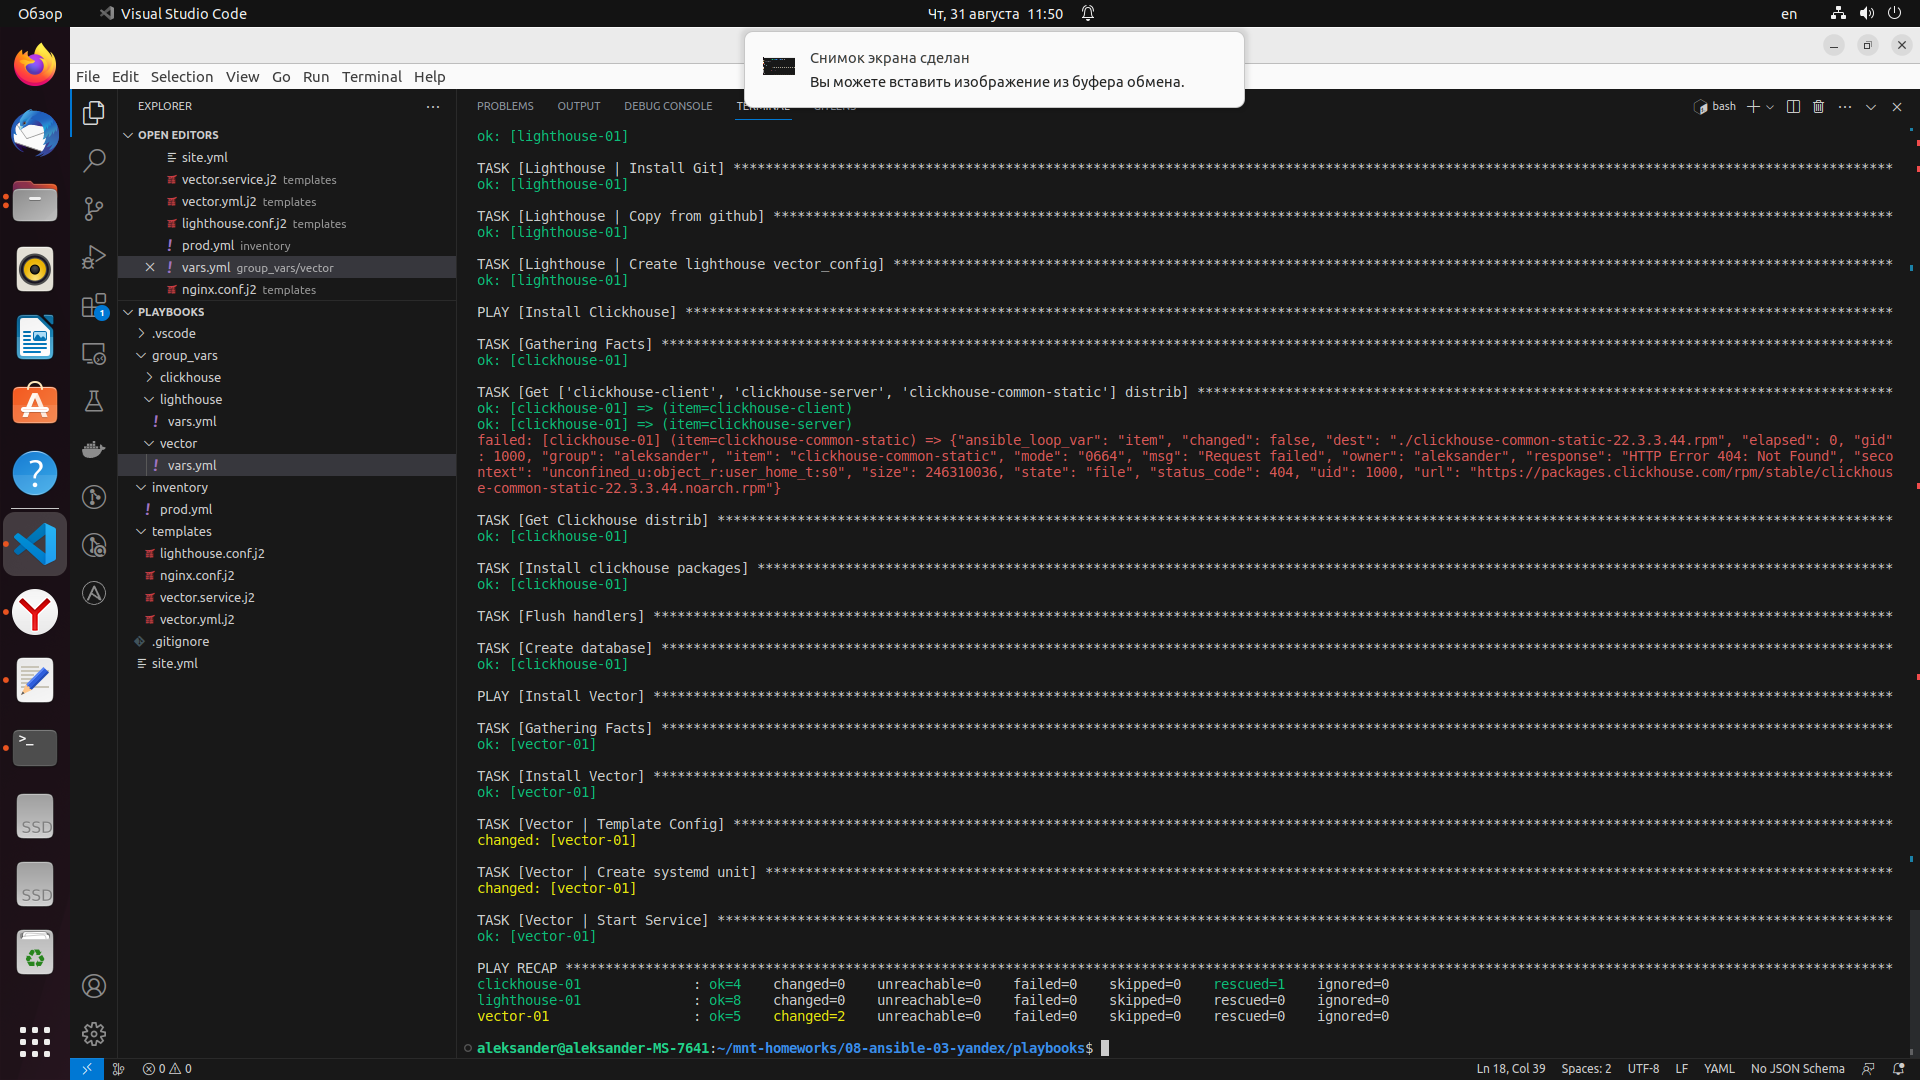 Обзор
Visual Studio Code
Чт, 31 августа 11:50
en
Снимок экрана сделан
Вы можете вставить изображение из буфера обмена.
File Edit Selection View Go Run Terminal Help
EXPLORER
OPEN EDITORS
site.yml
vector.service.j2 templates
vector.yml.j2 templates
lighthouse.conf.j2 templates
prod.yml inventory
vars.yml group_vars/vector
nginx.conf.j2 templates
PLAYBOOKS
.vscode
group_vars
clickhouse
lighthouse
vars.yml
vector
vars.yml
inventory
prod.yml
templates
lighthouse.conf.j2
nginx.conf.j2
vector.service.j2
vector.yml.j2
.gitignore
site.yml
1
SSD
SSD
PROBLEMS OUTPUT DEBUG CONSOLE TERMINAL GITLENS
bash
ok: [lighthouse-01]
TASK [Lighthouse | Install Git] ***
ok: [lighthouse-01]
TASK [Lighthouse | Copy from github] ***
ok: [lighthouse-01]
TASK [Lighthouse | Create lighthouse vector_config] ***
ok: [lighthouse-01]
PLAY [Install Clickhouse] ***
TASK [Gathering Facts] ***
ok: [clickhouse-01]
TASK [Get ['clickhouse-client', 'clickhouse-server', 'clickhouse-common-static'] distrib] ***
ok: [clickhouse-01] => (item=clickhouse-client)
ok: [clickhouse-01] => (item=clickhouse-server)
failed: [clickhouse-01] (item=clickhouse-common-static) => {"ansible_loop_var": "item", "changed": false, "dest": "./clickhouse-common-static-22.3.3.44.rpm", "elapsed": 0, "gid"
: 1000, "group": "aleksander", "item": "clickhouse-common-static", "mode": "0664", "msg": "Request failed", "owner": "aleksander", "response": "HTTP Error 404: Not Found", "seco
ntext": "unconfined_u:object_r:user_home_t:s0", "size": 246310036, "state": "file", "status_code": 404, "uid": 1000, "url": "https://packages.clickhouse.com/rpm/stable/clickhous
e-common-static-22.3.3.44.noarch.rpm"}
TASK [Get Clickhouse distrib] ***
ok: [clickhouse-01]
TASK [Install clickhouse packages] ***
ok: [clickhouse-01]
TASK [Flush handlers] ***
TASK [Create database] ***
ok: [clickhouse-01]
PLAY [Install Vector] ***
TASK [Gathering Facts] ***
ok: [vector-01]
TASK [Install Vector] ***
ok: [vector-01]
TASK [Vector | Template Config] ***
changed: [vector-01]
TASK [Vector | Create systemd unit] ***
changed: [vector-01]
TASK [Vector | Start Service] ***
ok: [vector-01]
PLAY RECAP ***
clickhouse-01 : ok=4 changed=0 unreachable=0 failed=0 skipped=0 rescued=1 ignored=0
lighthouse-01 : ok=8 changed=0 unreachable=0 failed=0 skipped=0 rescued=0 ignored=0
vector-01 : ok=5 changed=2 unreachable=0 failed=0 skipped=0 rescued=0 ignored=0
aleksander@aleksander-MS-7641:~/mnt-homeworks/08-ansible-03-yandex/playbooks$
0 0
Ln 18, Col 39 Spaces: 2 UTF-8 LF YAML No JSON Schema